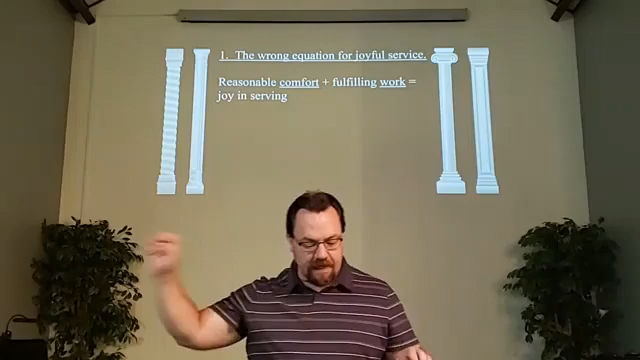 1. The wrong equation for joyful service.
Reasonable comfort + fulfilling work =
joy in serving